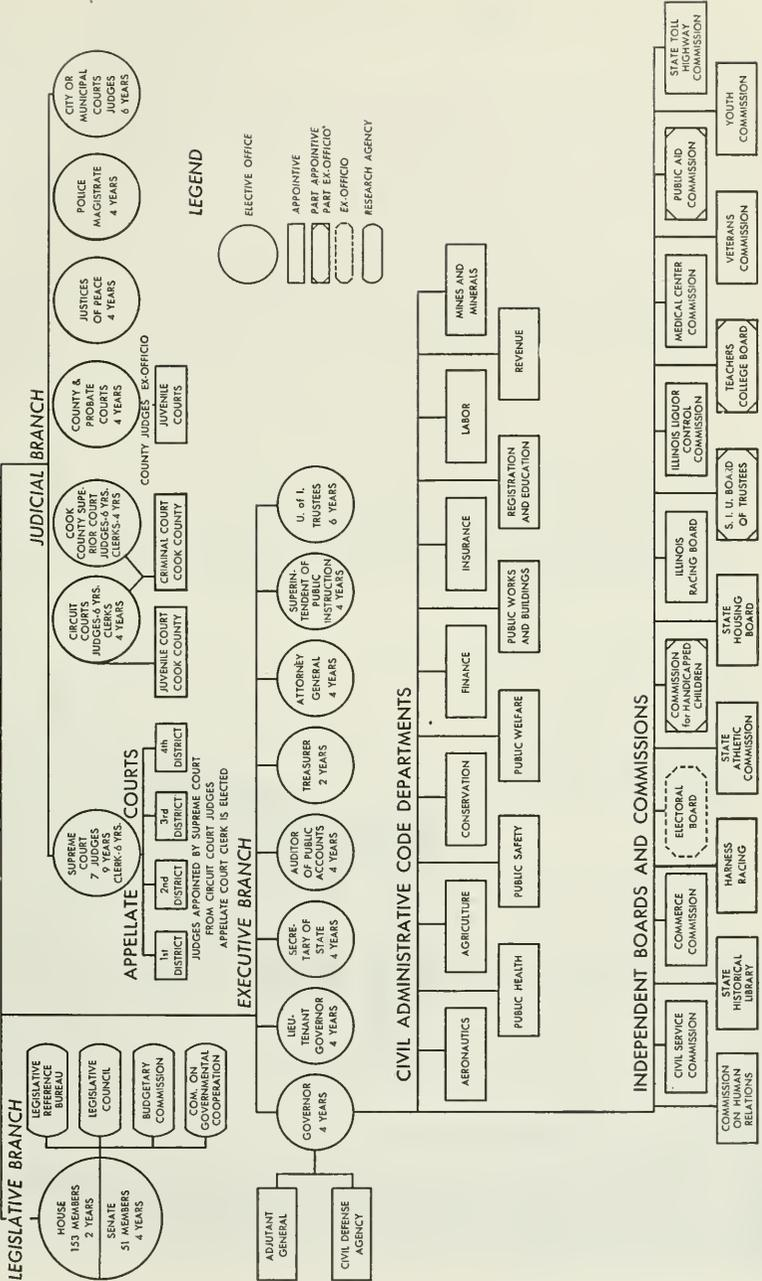 LEGISLATIVE BRANCH
HOUSE
153 MEMBERS
2 YEARS
SENATE
51 MEMBERS
4 YEARS
LEGISLATIVE
REFERENCE
BUREAU
LEGISLATIVE
COUNCIL
BUDGETARY
COMMISSION
COM. ON
GOVERNMENTAL
COOPERATION
JUDICIAL BRANCH
SUPREME
COURT
7 JUDGES
9 YEARS
CLERK-6 YRS.
APPELLATE COURTS
1st
DISTRICT
2nd
DISTRICT
3rd
DISTRICT
4th
DISTRICT
JUDGES APPOINTED BY SUPREME COURT
FROM CIRCUIT COURT JUDGES
APPELLATE COURT CLERK IS ELECTED
CIRCUIT
COURTS
JUDGES-6 YRS.
CLERKS
4 YEARS
COOK
COUNTY SUPE-
RIOR COURT
JUDGES-6 YRS.
CLERKS-4 YRS
JUVENILE COURT
COOK COUNTY
CRIMINAL COURT
COOK COUNTY
COUNTY &
PROBATE
COURTS
4 YEARS
COUNTY JUDGES EX-OFFICIO
JUVENILE
COURTS
JUSTICES
OF PEACE
4 YEARS
POLICE
MAGISTRATE
4 YEARS
CITY OR
MUNICIPAL
COURTS
JUDGES
6 YEARS
LEGEND
ELECTIVE OFFICE
APPOINTIVE
PART APPOINTIVE
PART EX-OFFICIO*
EX-OFFICIO
RESEARCH AGENCY
EXECUTIVE BRANCH
GOVERNOR
4 YEARS
LIEU-
TENANT
GOVERNOR
4 YEARS
SECRE-
TARY OF
STATE
4 YEARS
AUDITOR
OF PUBLIC
ACCOUNTS
4 YEARS
TREASURER
2 YEARS
ATTORNEY
GENERAL
4 YEARS
SUPERIN-
TENDENT OF
PUBLIC
INSTRUCTION
4 YEARS
U. of I.
TRUSTEES
6 YEARS
ADJUTANT
GENERAL
CIVIL DEFENSE
AGENCY
CIVIL ADMINISTRATIVE CODE DEPARTMENTS
AERONAUTICS
AGRICULTURE
CONSERVATION
FINANCE
INSURANCE
LABOR
MINES AND
MINERALS
PUBLIC HEALTH
PUBLIC SAFETY
PUBLIC WELFARE
PUBLIC WORKS
AND BUILDINGS
REGISTRATION
AND EDUCATION
REVENUE
INDEPENDENT BOARDS AND COMMISSIONS
CIVIL SERVICE
COMMISSION
COMMERCE
COMMISSION
ELECTORAL
BOARD
COMMISSION
for HANDICAPPED
CHILDREN
ILLINOIS
RACING BOARD
ILLINOIS LIQUOR
CONTROL
COMMISSION
MEDICAL CENTER
COMMISSION
PUBLIC AID
COMMISSION
STATE TOLL
HIGHWAY
COMMISSION
COMMISSION
ON HUMAN
RELATIONS
STATE
HISTORICAL
LIBRARY
HARNESS
RACING
STATE
ATHLETIC
COMMISSION
STATE
HOUSING
BOARD
S. I. U. BOARD
OF TRUSTEES
TEACHERS
COLLEGE BOARD
VETERANS
COMMISSION
YOUTH
COMMISSION